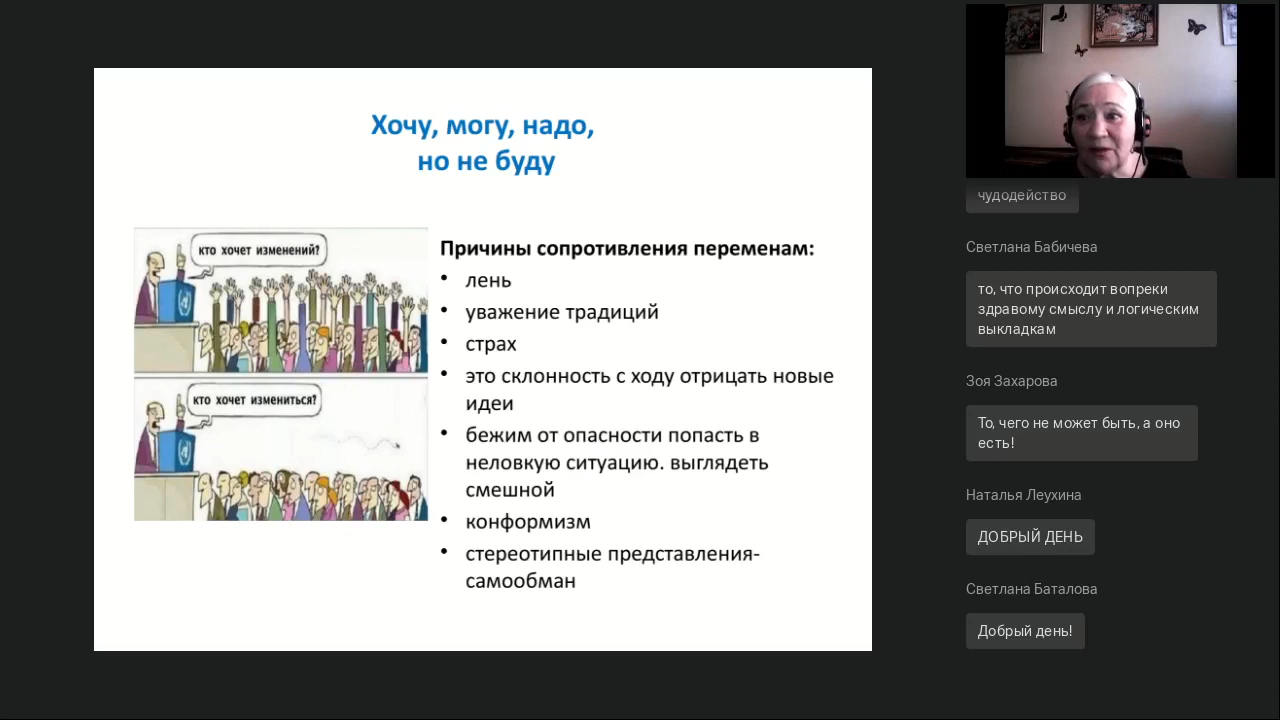 Хочу, могу, надо,
но не буду
кто хочет изменений?
кто хочет измениться?
Причины сопротивления переменам:
• лень
• уважение традиций
• страх
• это склонность с ходу отрицать новые
идеи
• бежим от опасности попасть в
неловкую ситуацию. выглядеть
смешной
• конформизм
• стереотипные представления-
самообман
чудодейство
Светлана Бабичева
то, что происходит вопреки
здравому смыслу и логическим
выкладкам
Зоя Захарова
То, чего не может быть, а оно
есть!
Наталья Леухина
ДОБРЫЙ ДЕНЬ
Светлана Баталова
Добрый день!